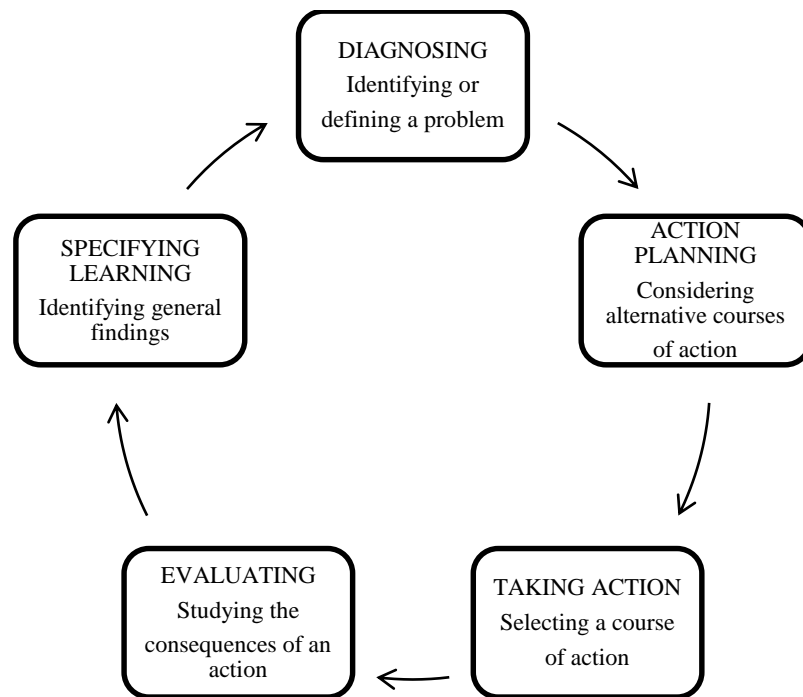 DIAGNOSING
Identifying or
defining a problem
ACTION
PLANNING
Considering
alternative courses
of action
TAKING ACTION
Selecting a course
of action
EVALUATING
Studying the
consequences of an
action
SPECIFYING
LEARNING
Identifying general
findings